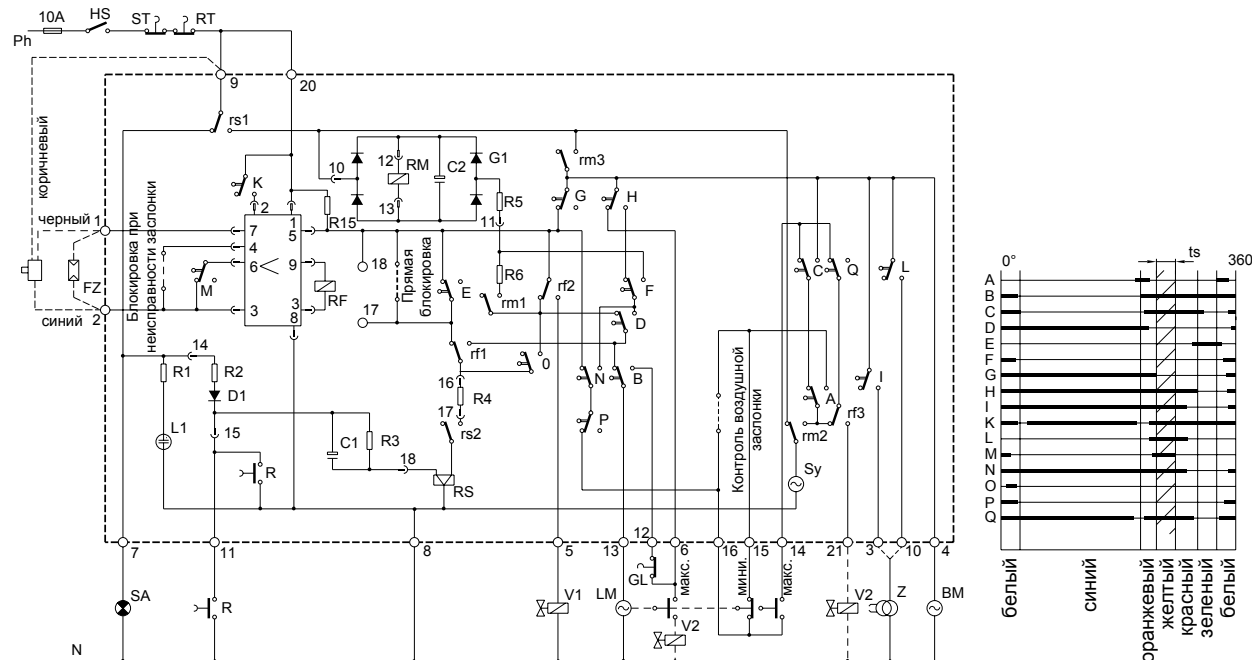 10A HS ST RT
Ph
9 20
коричневый
rs1
rm3
10 12 RM C2 G1
K
13 R5
G H
2 1
R15
11
черный 1
7 5
4
6 9
18
Прямая блокировка
R6
C Q L
FZ
Блокировка при неисправности заслонки
M
RF
E rm1 rf2 F
синий 2
3 3
8
17
D
14
rf1 0
R1 R2
16
N B
I
D1
R4
A
L1
15
C1 R3
17
P
rf3
rs2
rm2
Контроль воздушной заслонки
R
18
RS
Sy
7 11 8 5 13 12 6 16 15 14 21 3 10 4
GL
макс.
мини.
макс.
SA R V1 LM V2 V2 Z BM
N
ts
0° 360
A
B
C
D
E
F
G
H
I
K
L
M
N
O
P
Q
белый
синий
оранжевый
желтый
красный
зеленый
белый